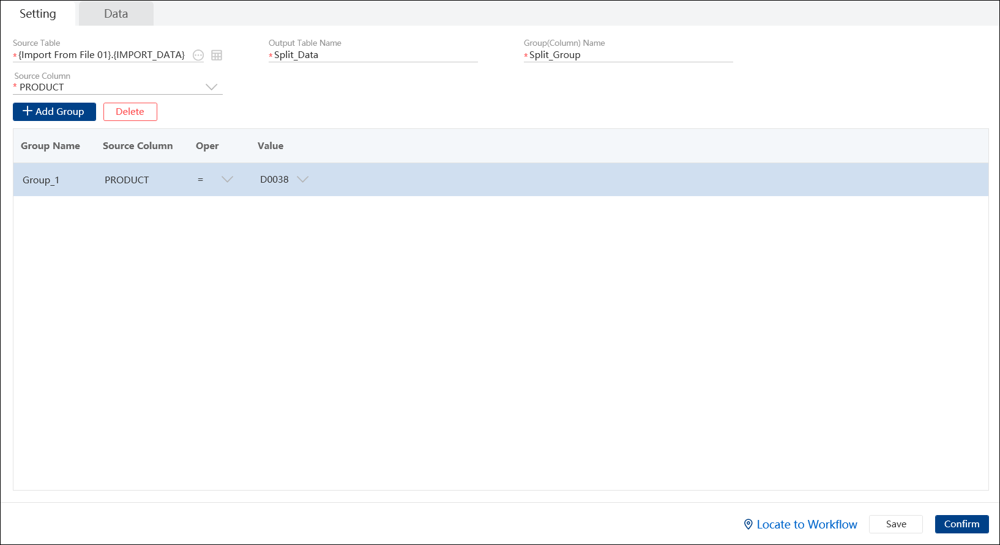 Setting Data
Source Table Output Table Name Group(Column) Name
*{Import From File 01}.{IMPORT_DATA} *Split_Data *Split_Group
Source Column
* PRODUCT
+ Add Group Delete
Group Name Source Column Oper Value
Group_1 PRODUCT = D0038
Locate to Workflow Save Confirm